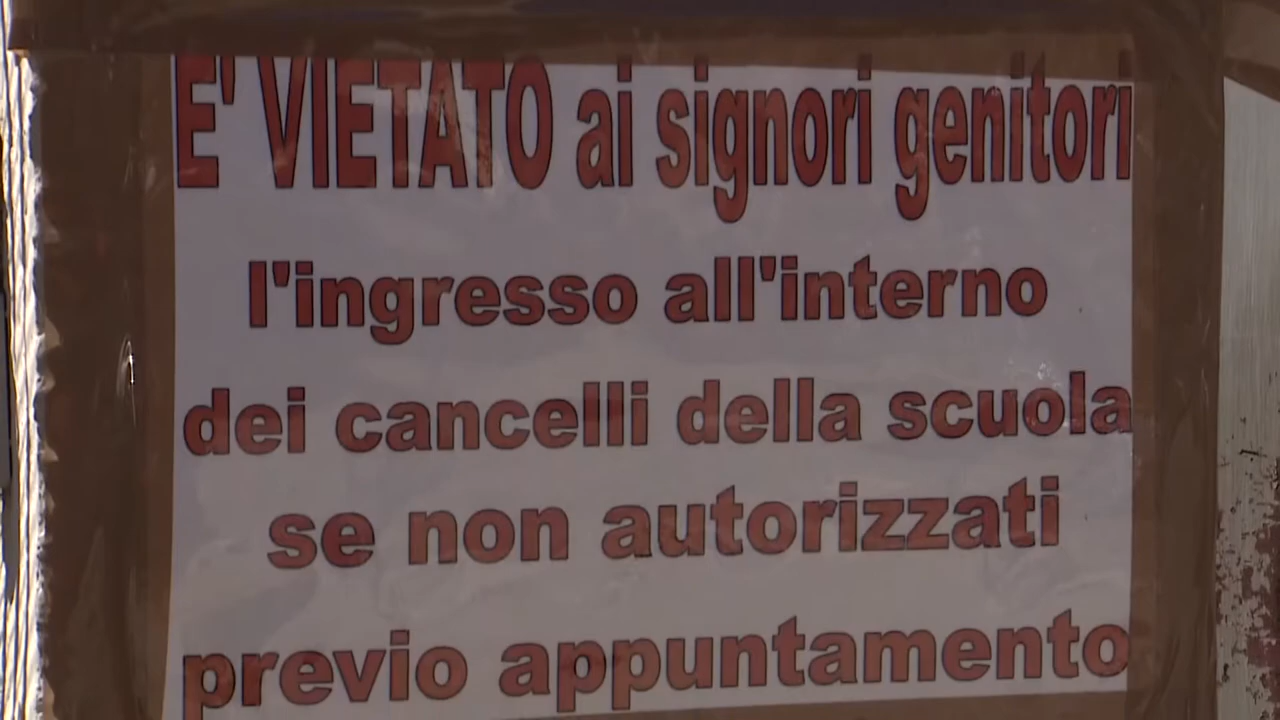 E' VIETATO ai signori genitori
l'ingresso all'interno
dei cancelli della scuola
se non autorizzati
previo appuntamento